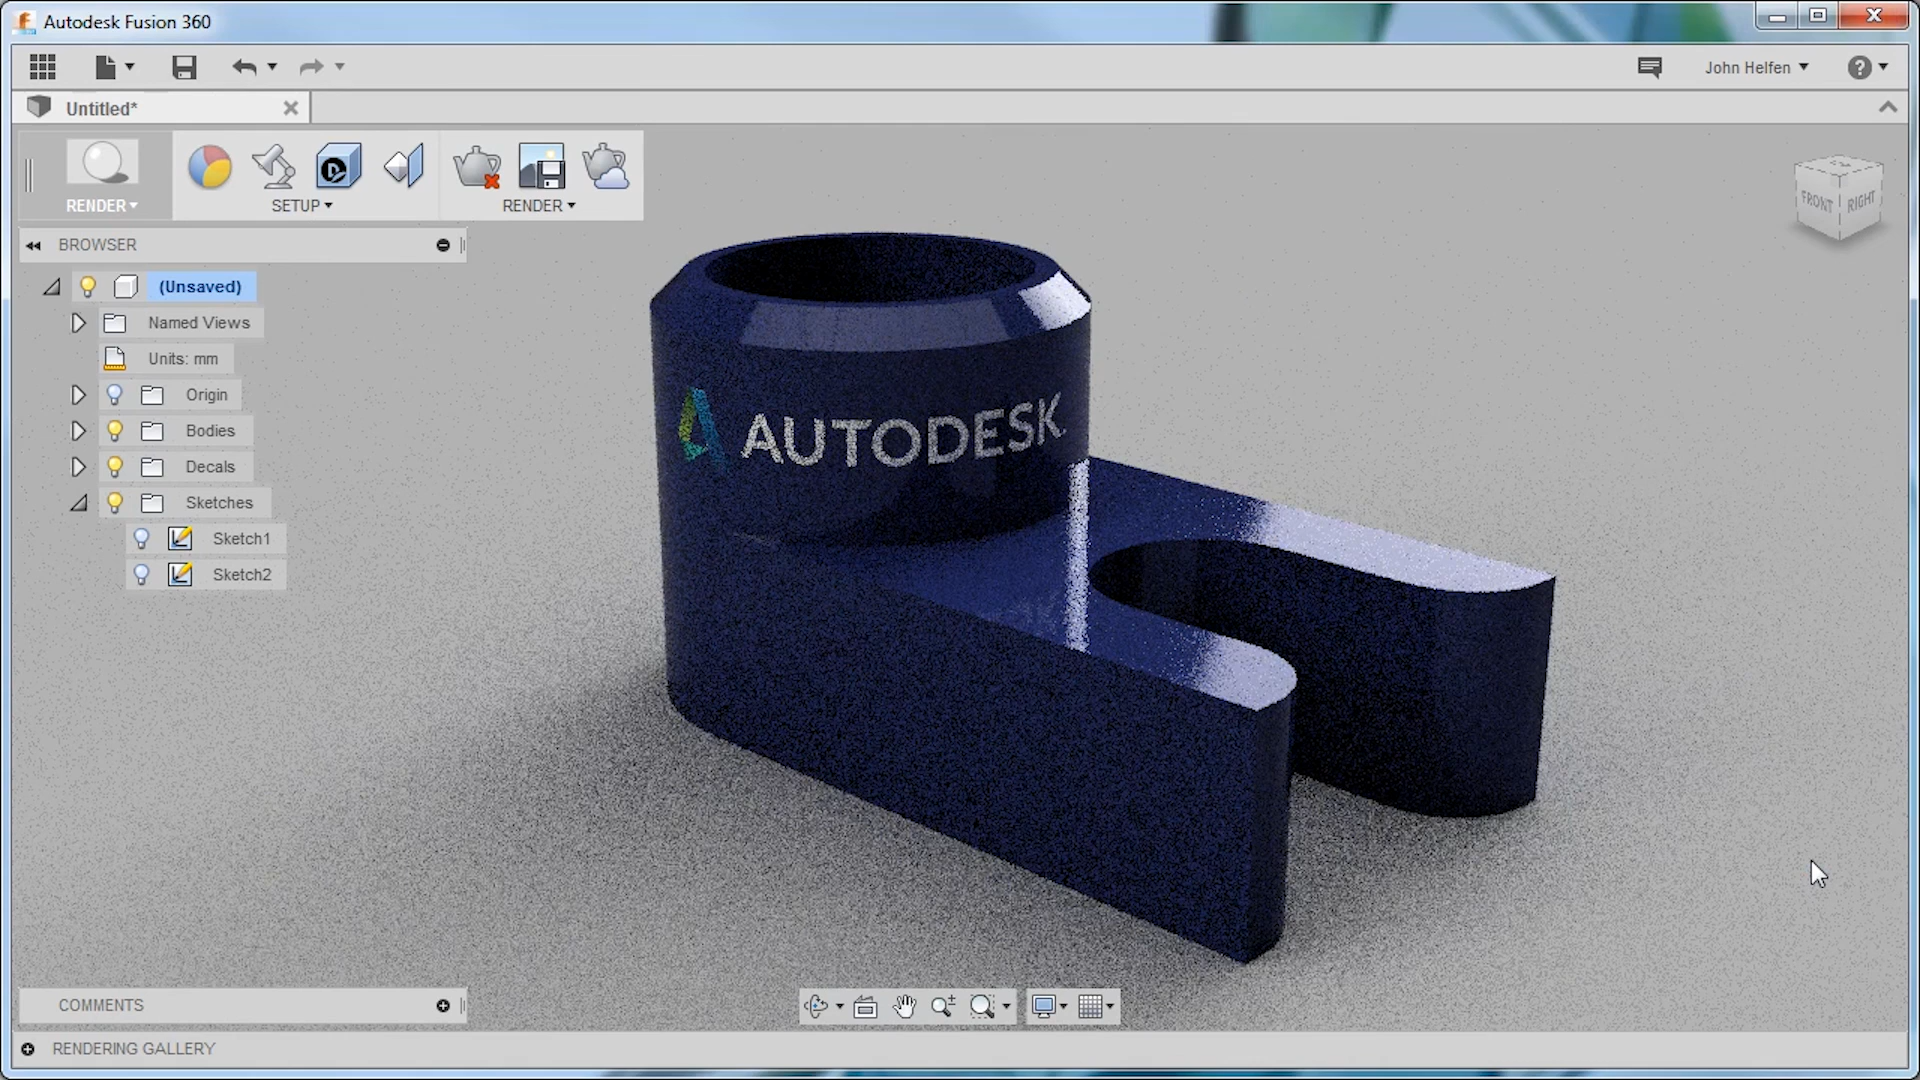 Autodesk Fusion 360
John Helfen
Untitled*
RENDER
SETUP
RENDER
FRONT
RIGHT
BROWSER
(Unsaved)
Named Views
Units: mm
Origin
Bodies
Decals
Sketches
Sketch1
Sketch2
AUTODESK.
COMMENTS
RENDERING GALLERY